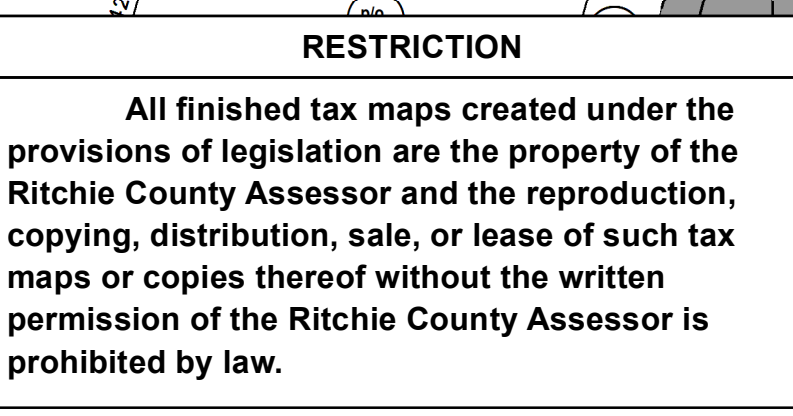 RESTRICTION
All finished tax maps created under the
provisions of legislation are the property of the
Ritchie County Assessor and the reproduction,
copying, distribution, sale, or lease of such tax
maps or copies thereof without the written
permission of the Ritchie County Assessor is
prohibited by law.